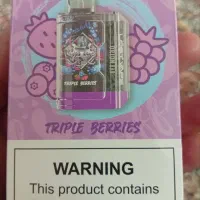 TRIPLE BERRIES
TRIPLE BERRIES
WARNING
This product contains